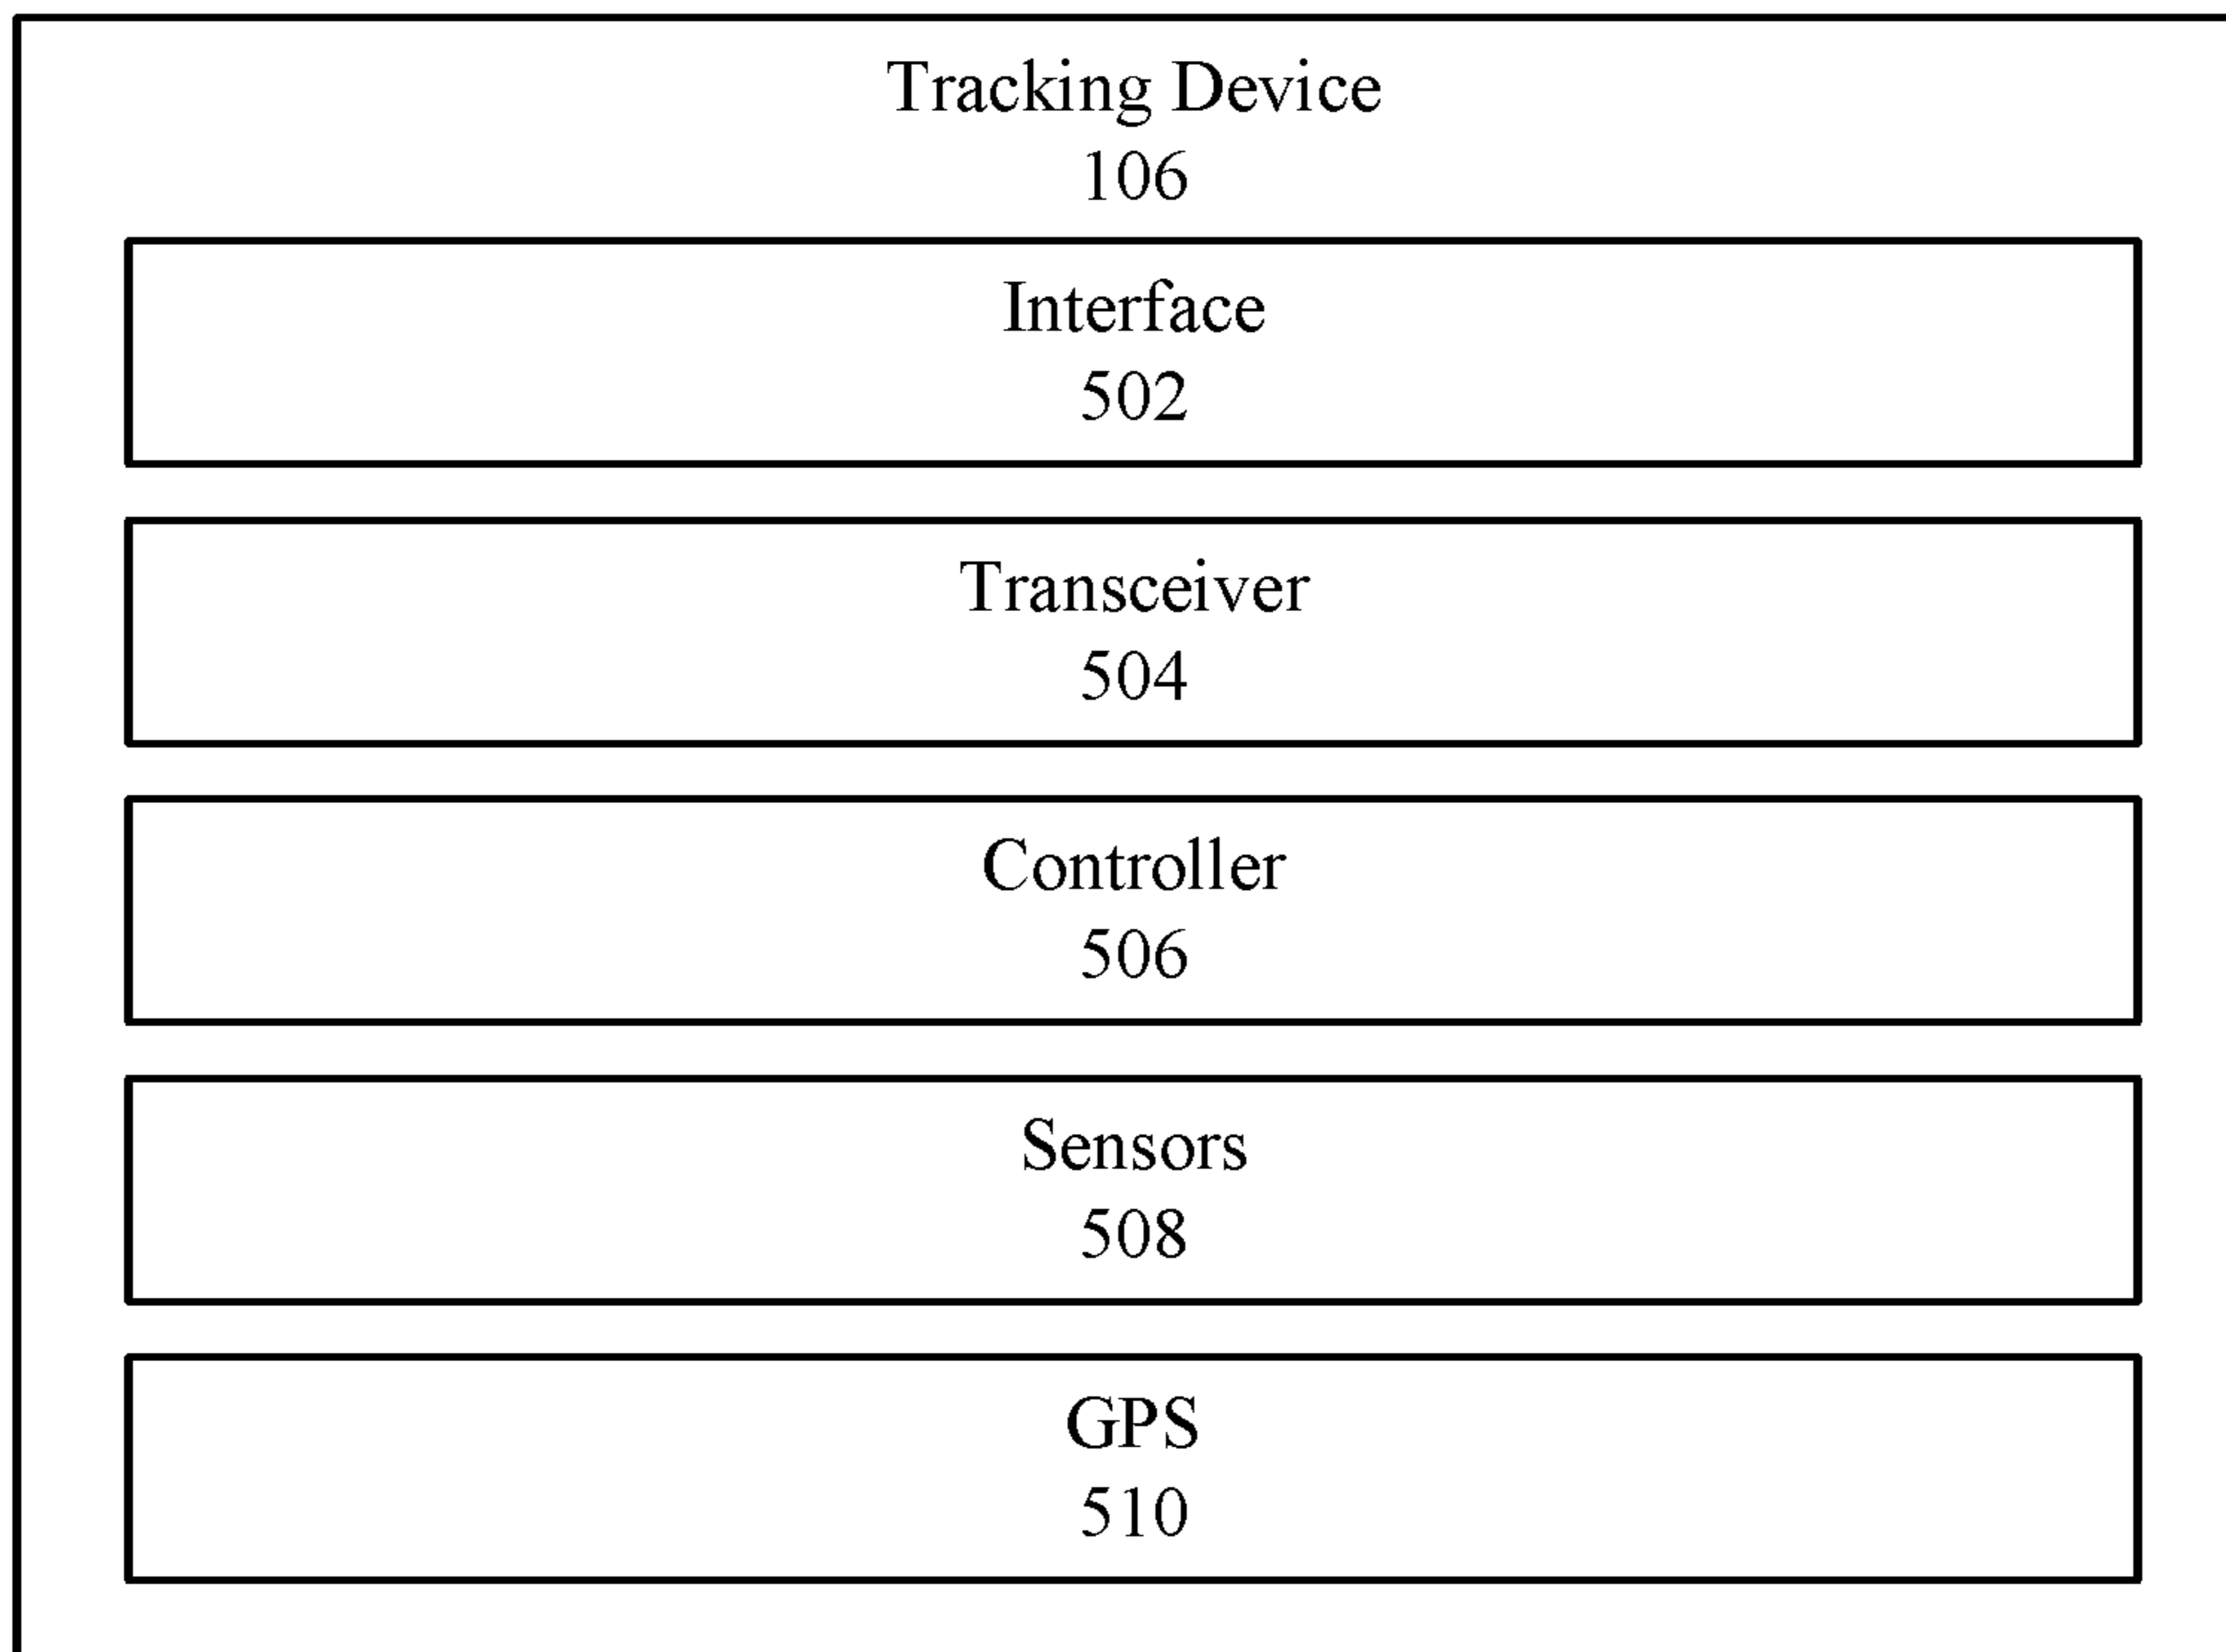 Tracking Device
106
Interface
502
Transceiver
504
Controller
506
Sensors
508
GPS
510